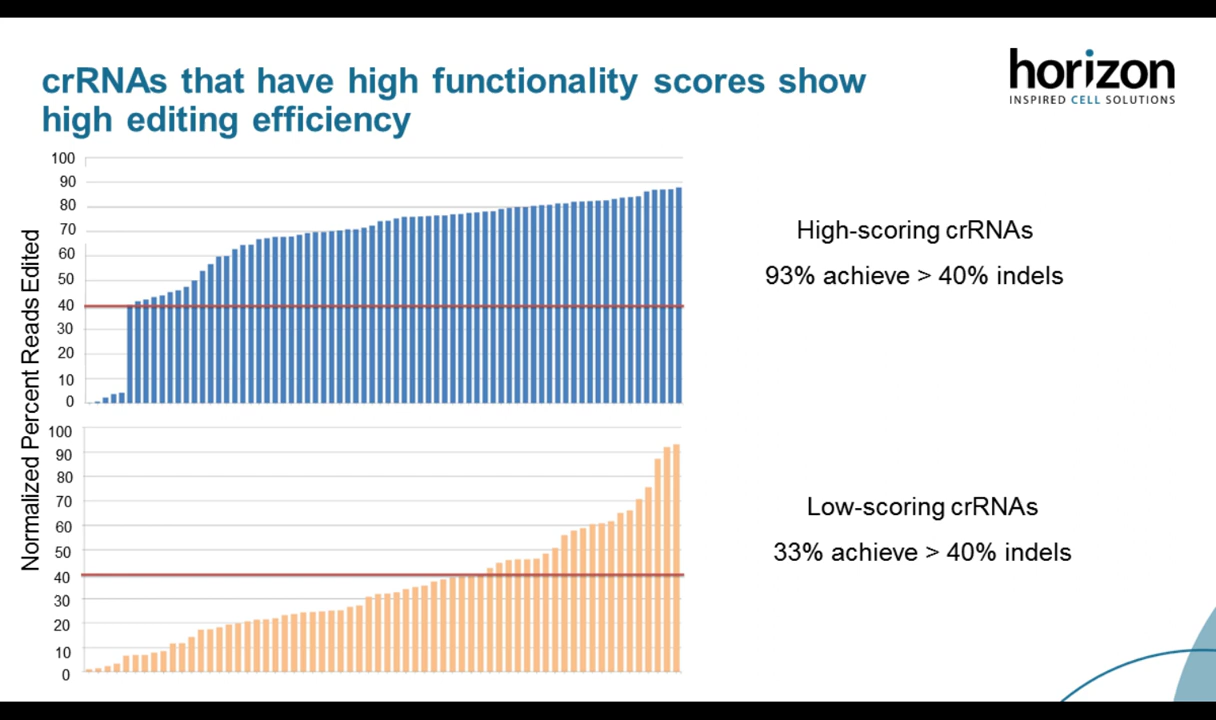 crRNAs that have high functionality scores show
high editing efficiency
horizon
INSPIRED CELL SOLUTIONS
Normalized Percent Reads Edited
100
90
80
70
60
50
40
30
20
10
0
High-scoring crRNAs
93% achieve > 40% indels
100
90
80
70
60
50
40
30
20
10
0
Low-scoring crRNAs
33% achieve > 40% indels